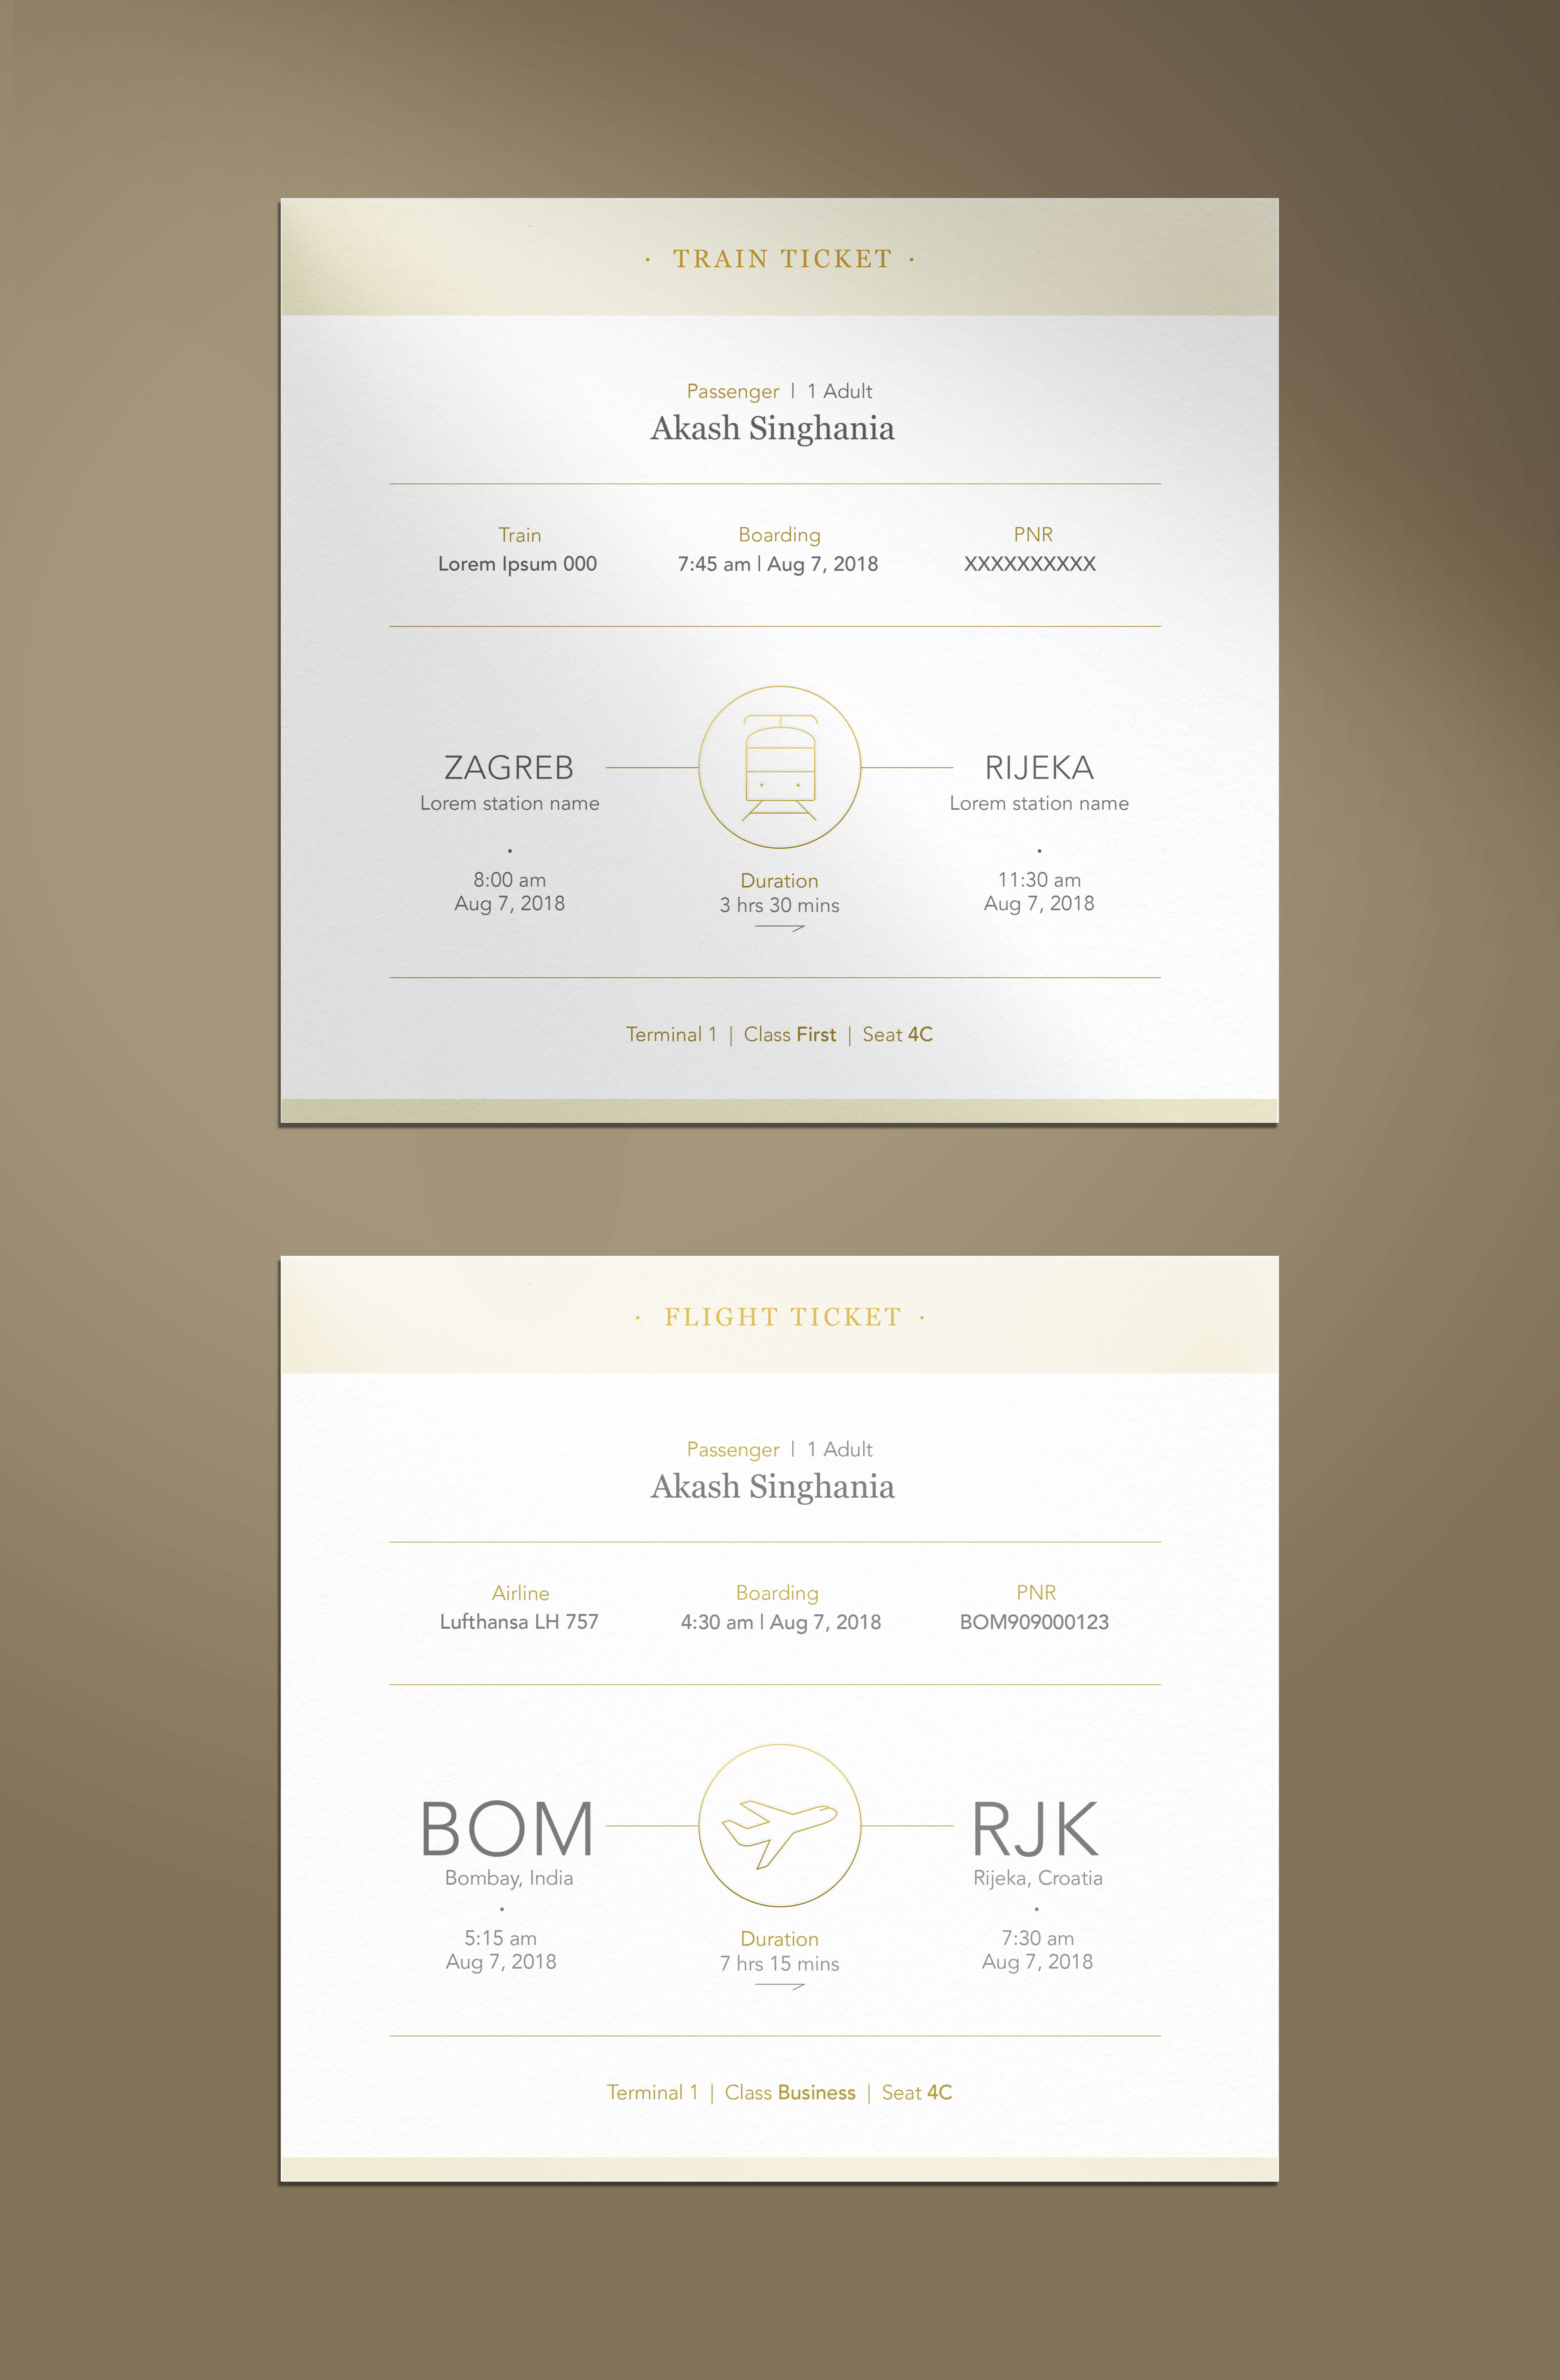 · TRAIN TICKET ·
Passenger | 1 Adult
Akash Singhania
Train Boarding PNR
Lorem Ipsum 000 7:45 am | Aug 7, 2018 XXXXXXXXXX
ZAGREB RIJEKA
Lorem station name Lorem station name
8:00 am Duration 11:30 am
Aug 7, 2018 3 hrs 30 mins Aug 7, 2018
Terminal 1 | Class First | Seat 4C
· FLIGHT TICKET ·
Passenger | 1 Adult
Akash Singhania
Airline Boarding PNR
Lufthansa LH 757 4:30 am | Aug 7, 2018 BOM909000123
BOM RJK
Bombay, India Rijeka, Croatia
5:15 am Duration 7:30 am
Aug 7, 2018 7 hrs 15 mins Aug 7, 2018
Terminal 1 | Class Business | Seat 4C